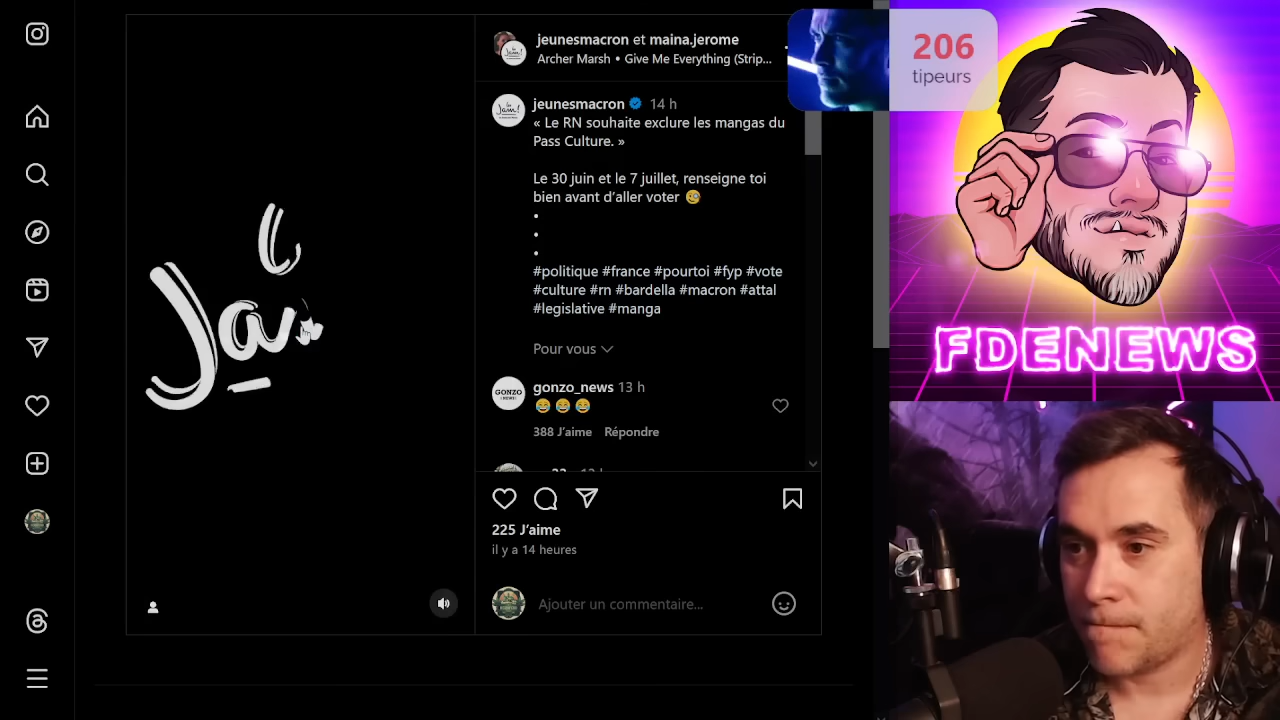 jeunesmacron et maina.jerome
Archer Marsh • Give Me Everything (Strip...
206
tipeurs
jeunesmacron 14 h
« Le RN souhaite exclure les mangas du
Pass Culture. »
Le 30 juin et le 7 juillet, renseigne toi
bien avant d’aller voter 🧐
•
•
•
#politique #france #pourtoi #fyp #vote
#culture #rn #bardella #macron #attal
#legislative #manga
Pour vous
GONZO
NEWS
gonzo_news 13 h
😂 😂 😂
388 J’aime Répondre
225 J’aime
il y a 14 heures
Ajouter un commentaire...
FDENEWS